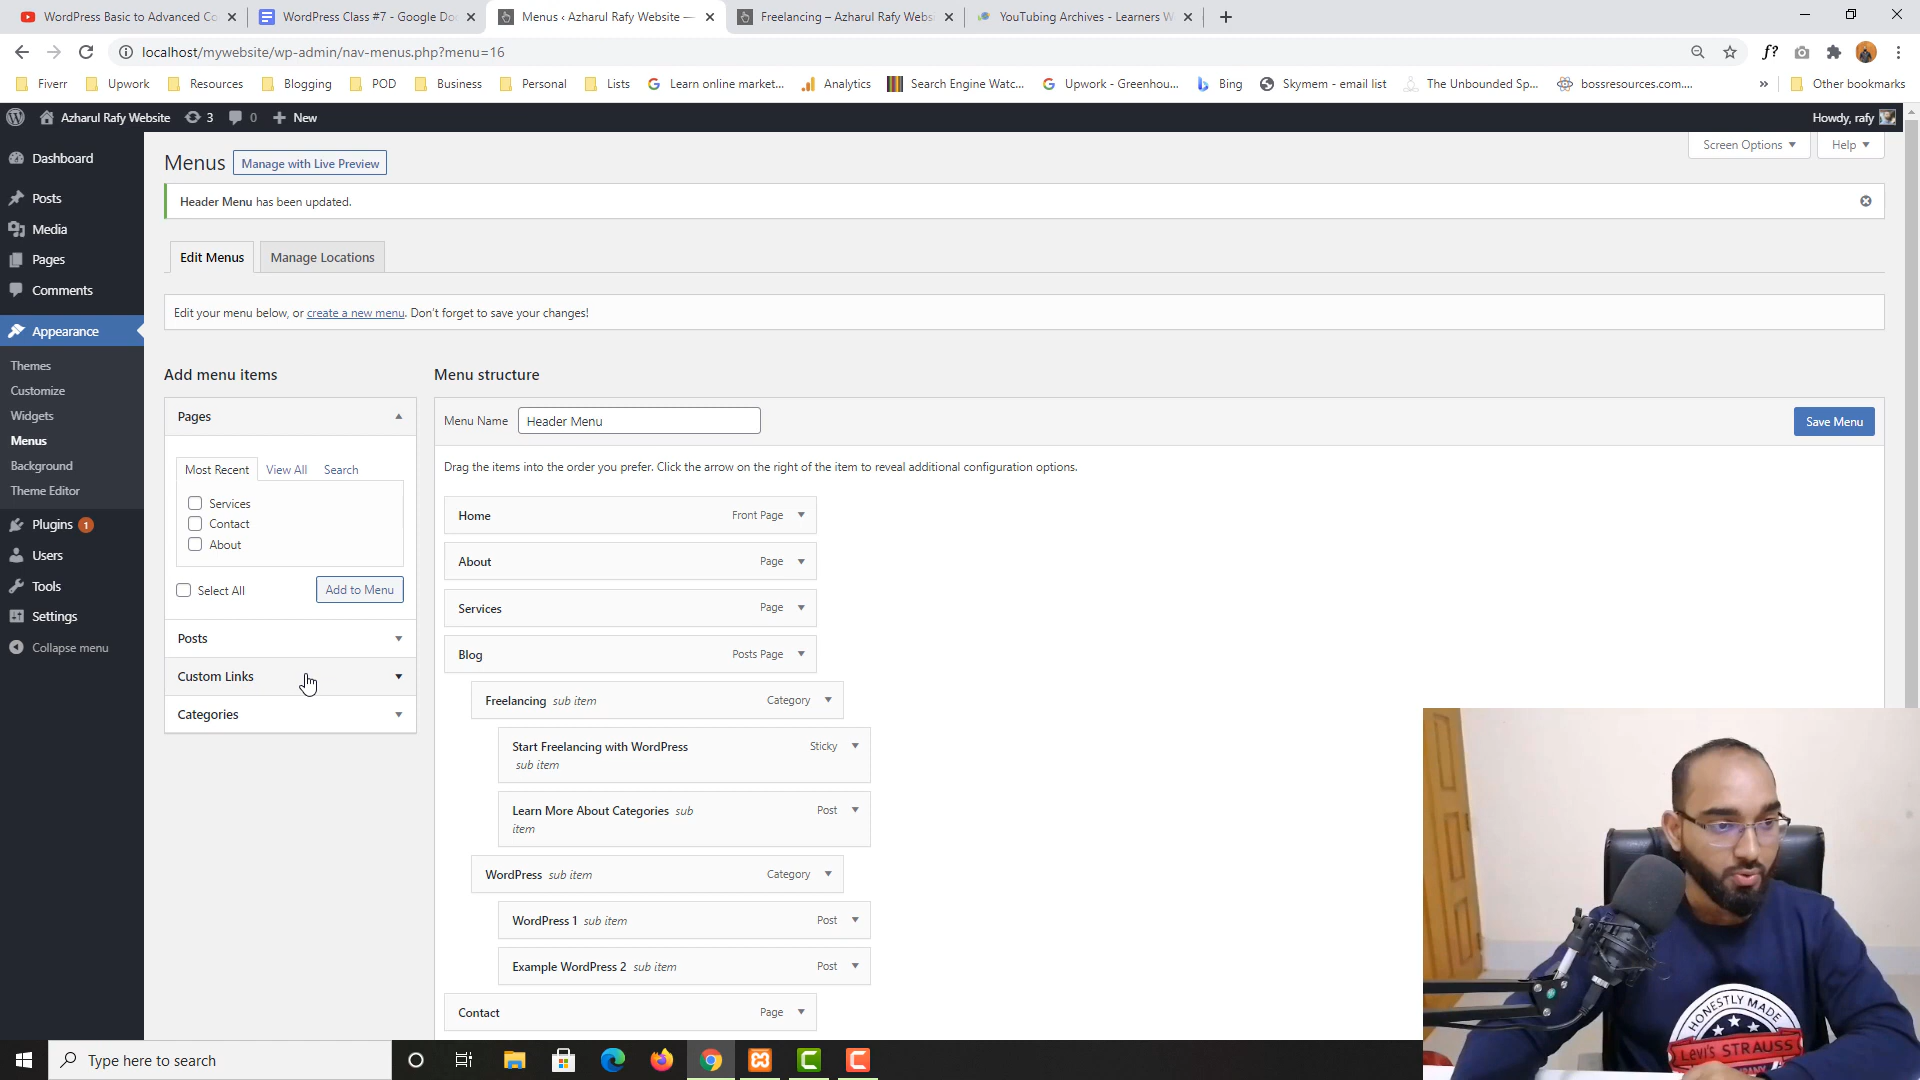 WordPress Basic to Advanced Co
WordPress Class #7 - Google Doc
Menus ‹ Azharul Rafy Website —
Freelancing – Azharul Rafy Websi
YouTubing Archives - Learners W
localhost/mywebsite/wp-admin/nav-menus.php?menu=16
f?
Fiverr
Upwork
Resources
Blogging
POD
Business
Personal
Lists
Learn online market...
Analytics
Search Engine Watc...
Upwork - Greenhou...
Bing
Skymem - email list
The Unbounded Sp...
bossresources.com....
»
Other bookmarks
Azharul Rafy Website
3
0
New
Howdy, rafy
Dashboard
Posts
Media
Pages
Comments
Appearance
Themes
Customize
Widgets
Menus
Background
Theme Editor
Plugins 1
Users
Tools
Settings
Collapse menu
Menus
Manage with Live Preview
Screen Options
Help
Header Menu has been updated.
Edit Menus
Manage Locations
Edit your menu below, or create a new menu. Don't forget to save your changes!
Add menu items
Pages
Most Recent
View All
Search
Services
Contact
About
Select All
Add to Menu
Posts
Custom Links
Categories
Menu structure
Menu Name
Header Menu
Save Menu
Drag the items into the order you prefer. Click the arrow on the right of the item to reveal additional configuration options.
Home
Front Page
About
Page
Services
Page
Blog
Posts Page
Freelancing sub item
Category
Start Freelancing with WordPress
sub item
Sticky
Learn More About Categories sub
item
Post
WordPress sub item
Category
WordPress 1 sub item
Post
Example WordPress 2 sub item
Post
Contact
Page
HONESTLY MADE
Levi's STRAUSS
Type here to search